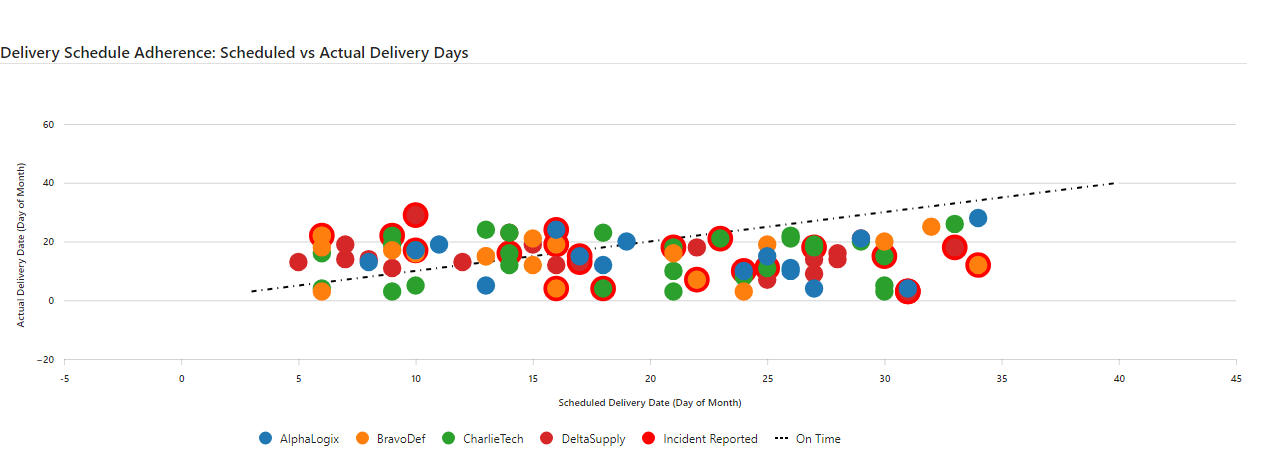 Delivery Schedule Adherence: Scheduled vs Actual Delivery Days
60
40
20
0
−20
Actual Delivery Date (Day of Month)
-5 0 5 10 15 20 25 30 35 40 45
Scheduled Delivery Date (Day of Month)
AlphaLogix BravoDef CharlieTech DeltaSupply Incident Reported On Time